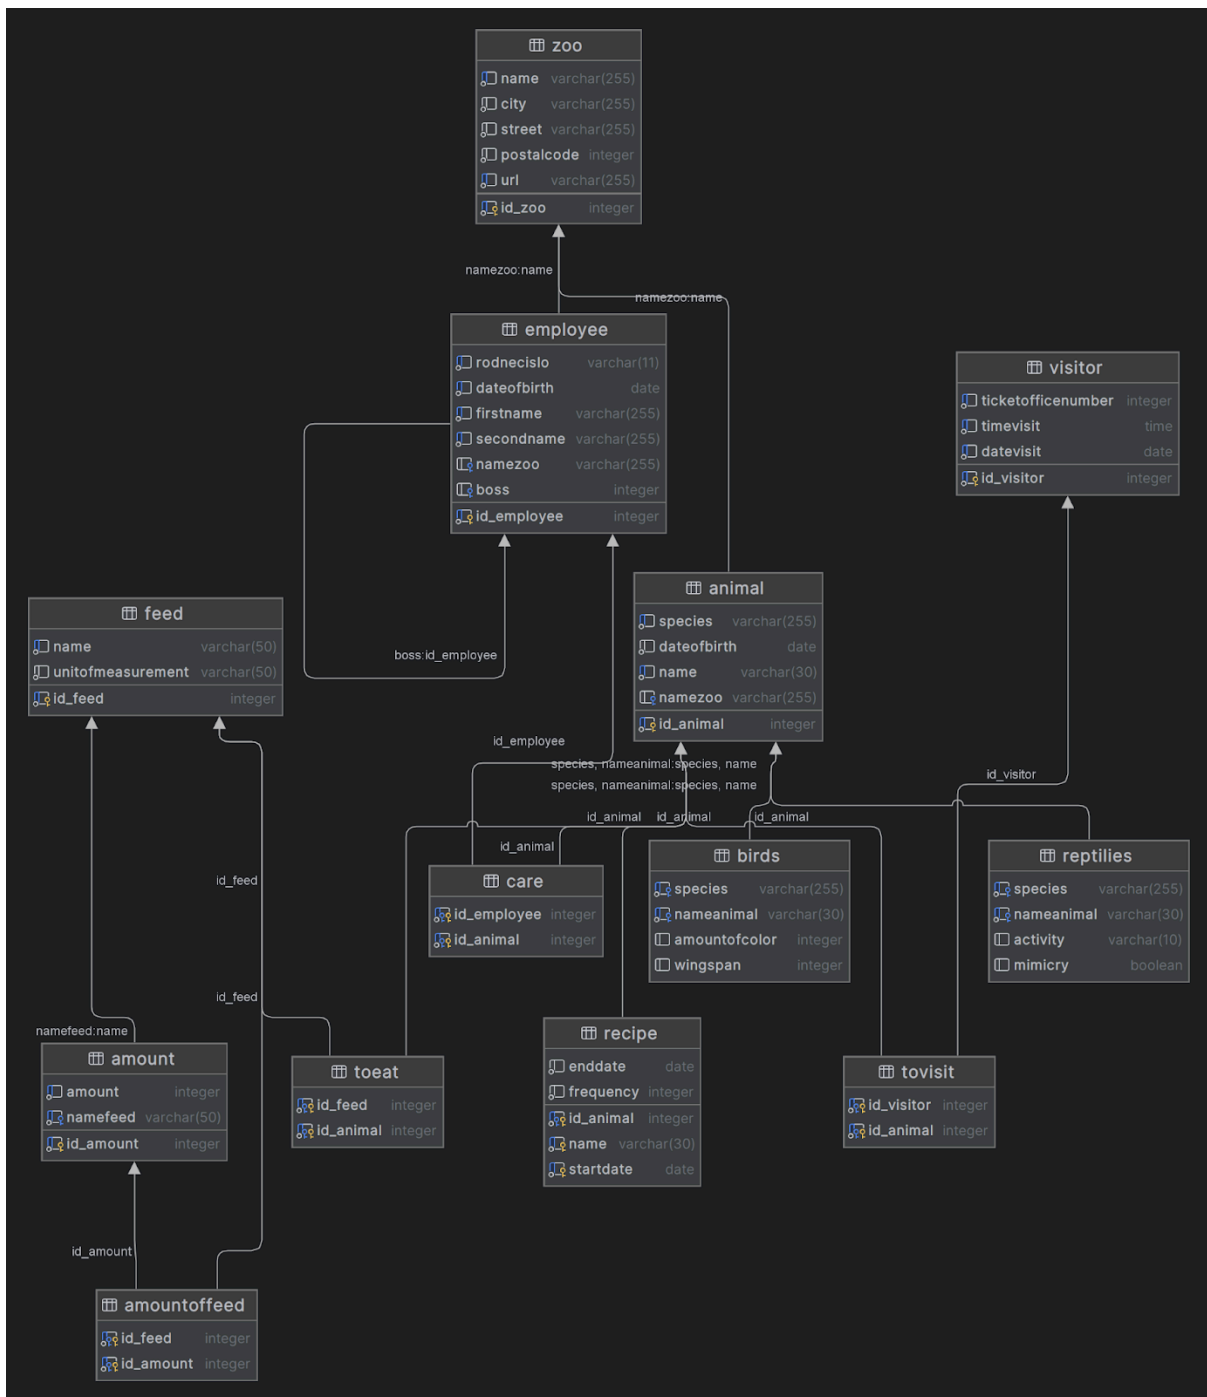 zoo
name varchar(255)
city varchar(255)
street varchar(255)
postalcode integer
url varchar(255)
id_zoo integer
namezoo:name
namezoo:name
employee
rodnecislo varchar(11)
dateofbirth date
firstname varchar(255)
secondname varchar(255)
namezoo varchar(255)
boss integer
id_employee integer
visitor
ticketofficenumber integer
timevisit time
datevisit date
id_visitor integer
boss:id_employee
animal
species varchar(255)
dateofbirth date
name varchar(30)
namezoo varchar(255)
id_animal integer
feed
name varchar(50)
unitofmeasurement varchar(50)
id_feed integer
id_employee
species, nameanimal:species, name
species, nameanimal:species, name
id_visitor
id_animal
id_animal
id_animal
id_animal
id_feed
care
id_employee integer
id_animal integer
birds
species varchar(255)
nameanimal varchar(30)
amountofcolor integer
wingspan integer
reptilies
species varchar(255)
nameanimal varchar(30)
activity varchar(10)
mimicry boolean
id_feed
namefeed:name
amount
amount integer
namefeed varchar(50)
id_amount integer
toeat
id_feed integer
id_animal integer
recipe
enddate date
frequency integer
id_animal integer
name varchar(30)
startdate date
tovisit
id_visitor integer
id_animal integer
id_amount
amountoffeed
id_feed integer
id_amount integer